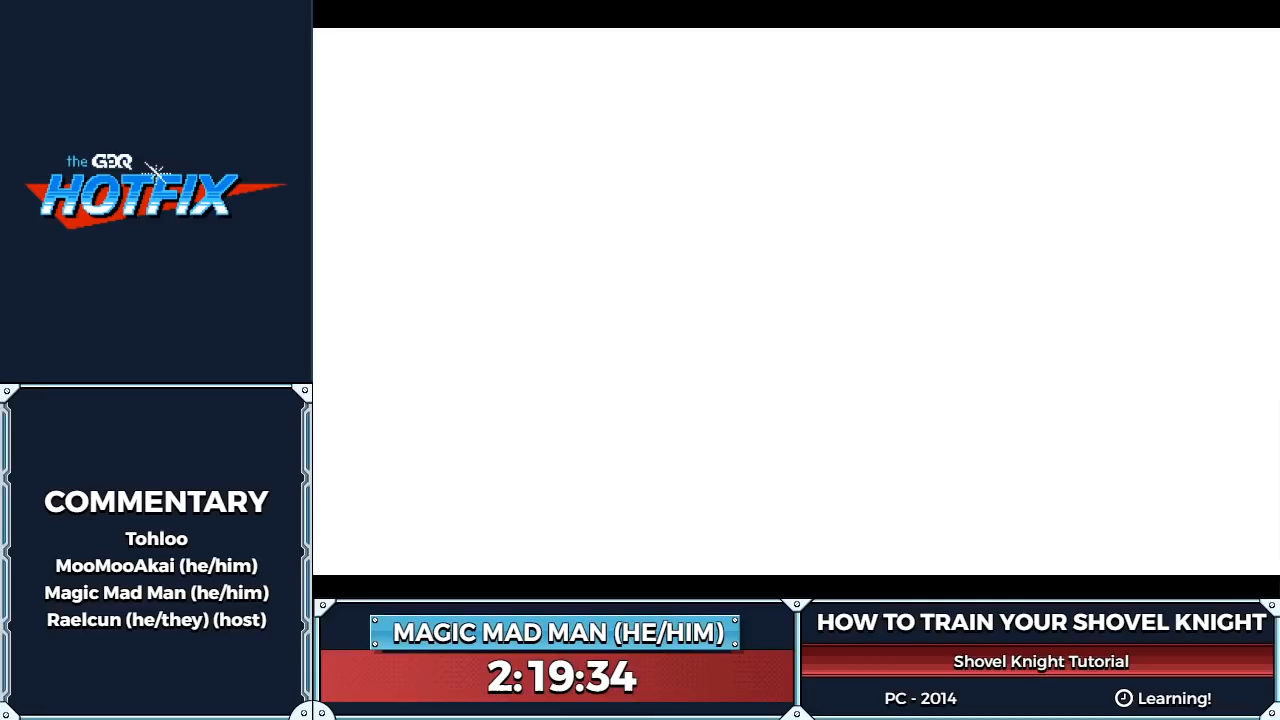 the GDQ
HOTFIX
COMMENTARY
Tohloo
MooMooAkai (he/him)
Magic Mad Man (he/him)
Raelcun (he/they) (host)
MAGIC MAD MAN (HE/HIM)
2:19:34
HOW TO TRAIN YOUR SHOVEL KNIGHT
Shovel Knight Tutorial
PC - 2014
Learning!